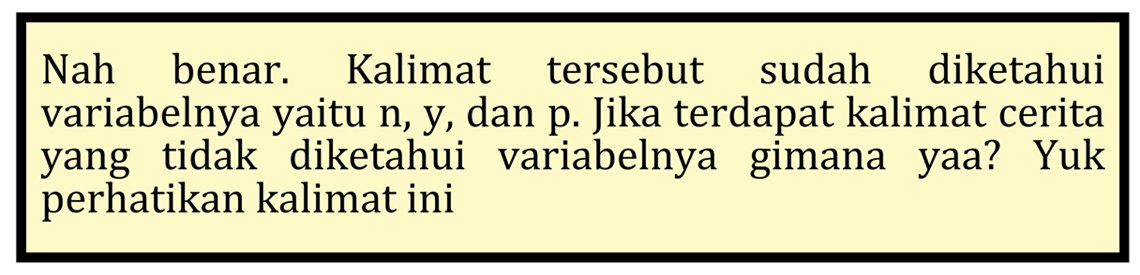 Nah benar. Kalimat tersebut sudah diketahui
variabelnya yaitu n, y, dan p. Jika terdapat kalimat cerita
yang tidak diketahui variabelnya gimana yaa? Yuk
perhatikan kalimat ini